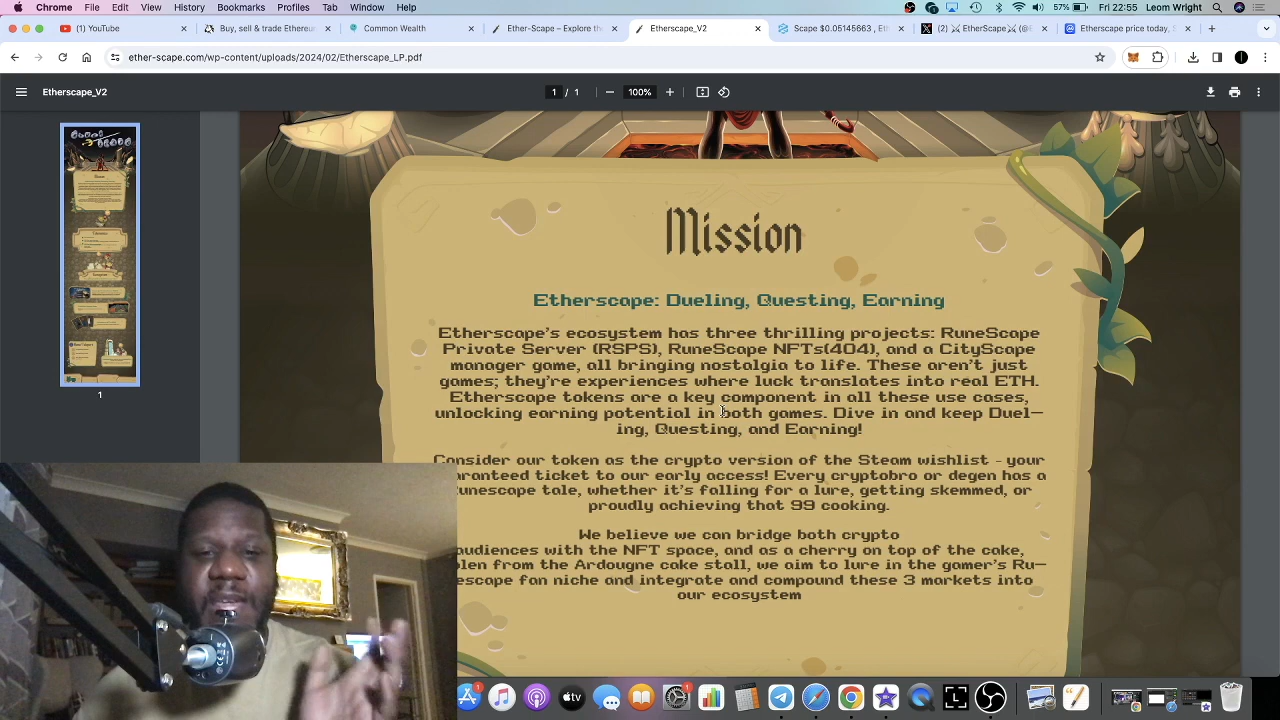 Chrome File Edit View History Bookmarks Profiles Tab Window Help
57% Fri 22:55 Leom Wright
(1) YouTube
Buy, sell & trade Ethereu
Common Wealth
Ether-Scape – Explore the
Etherscape_V2
Scape $0.05145663 , Eth
(2) ⚔ EtherScape⚔ (@E
Etherscape price today, S
ether-scape.com/wp-content/uploads/2024/02/Etherscape_LP.pdf
Etherscape_V2
1 / 1
100%
1
Mission
Etherscape: Dueling, Questing, Earning
Etherscape's ecosystem has three thrilling projects: RuneScape
Private Server (RSPS), RuneScape NFTs(404), and a CityScape
manager game, all bringing nostalgia to life. These aren't just
games; they're experiences where luck translates into real ETH.
Etherscape tokens are a key component in all these use cases,
unlocking earning potential in both games. Dive in and keep Duel-
ing, Questing, and Earning!
Consider our token as the crypto version of the Steam wishlist - your
aranteed ticket to our early access! Every cryptobro or degen has a
unescape tale, whether it's falling for a lure, getting skemmed, or
proudly achieving that 99 cooking.
We believe we can bridge both crypto
audiences with the NFT space, and as a cherry on top of the cake,
olen from the Ardougne cake stall, we aim to lure in the gamer's Ru-
escape fan niche and integrate and compound these 3 markets into
our ecosystem
tv